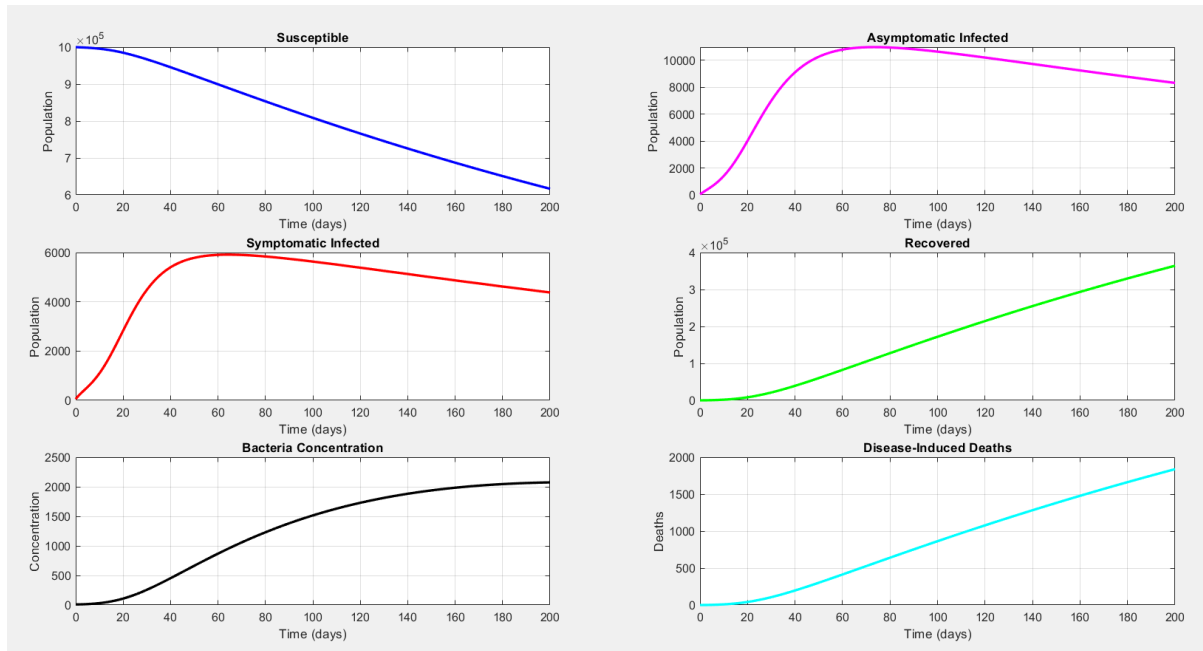 Susceptible
×10^5
10
9
8
7
6
Population
0 20 40 60 80 100 120 140 160 180 200
Time (days)
Asymptomatic Infected
10000
8000
6000
4000
2000
0
Population
0 20 40 60 80 100 120 140 160 180 200
Time (days)
Symptomatic Infected
6000
4000
2000
0
Population
0 20 40 60 80 100 120 140 160 180 200
Time (days)
Recovered
×10^5
4
3
2
1
0
Population
0 20 40 60 80 100 120 140 160 180 200
Time (days)
Bacteria Concentration
2500
2000
1500
1000
500
0
Concentration
0 20 40 60 80 100 120 140 160 180 200
Time (days)
Disease-Induced Deaths
2000
1500
1000
500
0
Deaths
0 20 40 60 80 100 120 140 160 180 200
Time (days)